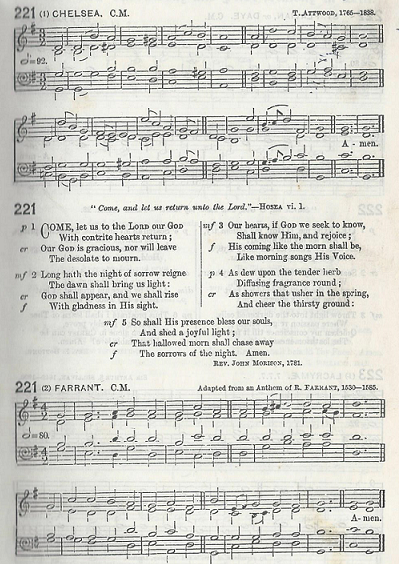 221 (1) CHELSEA. C.M. T. ATTWOOD, 1765—1838.
=92.
A - men.
221 "Come, and let us return unto the Lord."—HOSEA vi. 1.
p 1 COME, let us to the LORD our GOD
With contrite hearts return;
cr Our GOD is gracious, nor will leave
The desolate to mourn.
mf 2 Long hath the night of sorrow reigne
The dawn shall bring us light:
cr GOD shall appear, and we shall rise
f With gladness in His sight.
mf 3 Our hearts, if GOD we seek to know,
Shall know Him, and rejoice;
f His coming like the morn shall be,
Like morning songs His Voice.
p 4 As dew upon the tender herb
Diffusing fragrance round;
cr As showers that usher in the spring,
And cheer the thirsty ground:
mf 5 So shall His presence bless our souls,
And shed a joyful light;
cr That hallowed morn shall chase away
f The sorrows of the night. Amen.
REV. JOHN MORISON, 1781.
221 (2) FARRANT. C.M. Adapted from an Anthem of R. FARRANT, 1530—1585.
=80.
A- men.